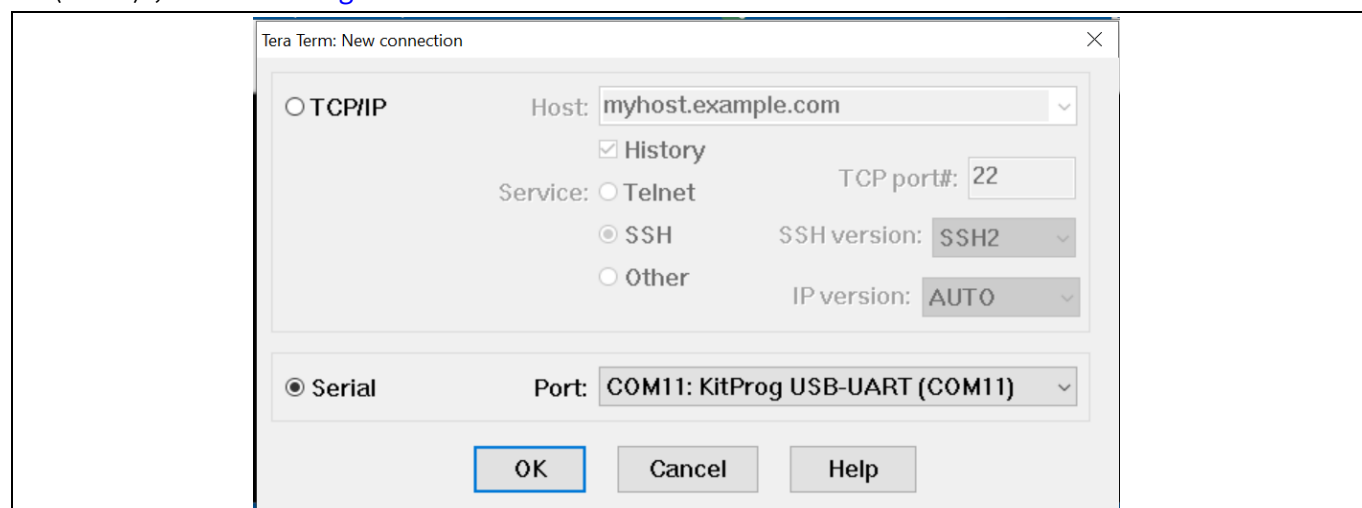 Tera Term: New connection
TCP/IP Host: myhost.example.com
History
Service: Telnet TCP port#: 22
SSH SSH version: SSH2
Other IP version: AUTO
Serial Port: COM11: KitProg USB-UART (COM11)
OK Cancel Help